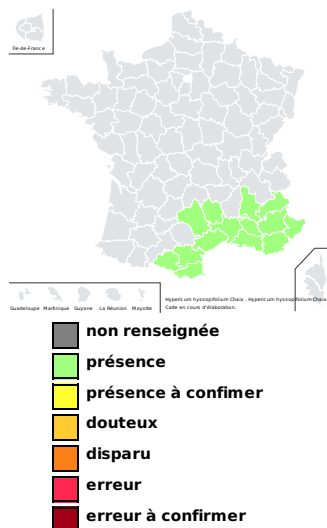 Île-de-France
Guadeloupe Martinique Guyane La Réunion Mayotte
Hypericum hyssopifolium Chaix , Hypericum hyssopifolium Chaix
Carte en cours d'élaboration.
non renseignée
présence
présence à confimer
douteux
disparu
erreur
erreur à confirmer